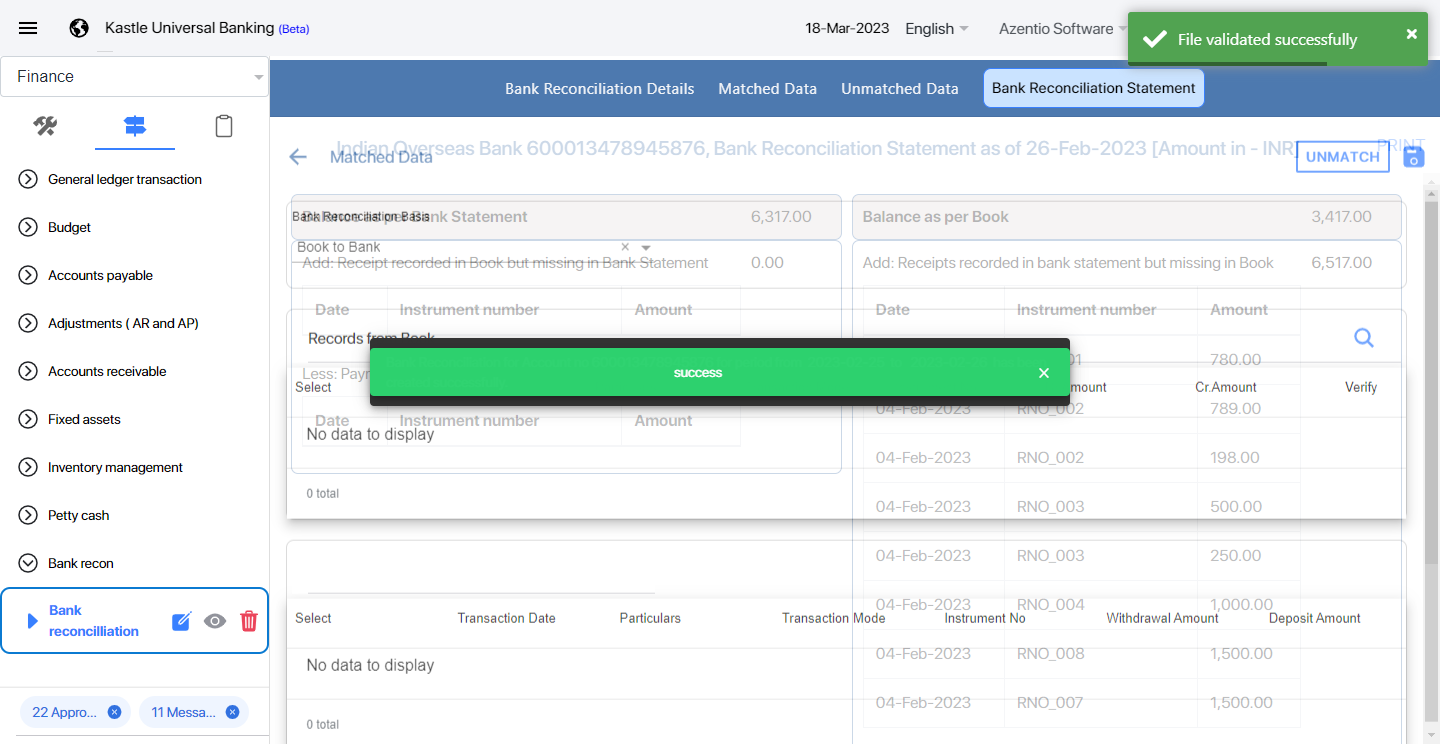 Kastle Universal Banking (Beta)
18-Mar-2023
English
Azentio Software
File validated successfully
Finance
Bank Reconciliation Details
Matched Data
Unmatched Data
Bank Reconciliation Statement
General ledger transaction
Budget
Accounts payable
Adjustments ( AR and AP)
Accounts receivable
Fixed assets
Inventory management
Petty cash
Bank recon
Bank
reconcilliation
22 Appro...
11 Messa...
Indian Overseas Bank 600013478945876, Bank Reconciliation Statement as of 26-Feb-2023 [Amount in - INR]
PRINT
Matched Data
UNMATCH
Balance as per Bank Statement 6,317.00
Bank Reconciliation Basis
Balance as per Book 3,417.00
Book to Bank
Add: Receipt recorded in Book but missing in Bank Statement 0.00
Add: Receipts recorded in bank statement but missing in Book 6,517.00
Date Instrument number Amount
Date Instrument number Amount
Records from Book
success
780.00
Less:
Select
Cr.Amount
Verify
04-Feb-2023 RNO_002 789.00
Date Instrument number Amount
No data to display
04-Feb-2023 RNO_002 198.00
0 total
04-Feb-2023 RNO_003 500.00
04-Feb-2023 RNO_003 250.00
04-Feb-2023 RNO_004 1,000.00
Select Transaction Date Particulars Transaction Mode Instrument No Withdrawal Amount Deposit Amount
04-Feb-2023 RNO_008 1,500.00
No data to display
04-Feb-2023 RNO_007 1,500.00
0 total